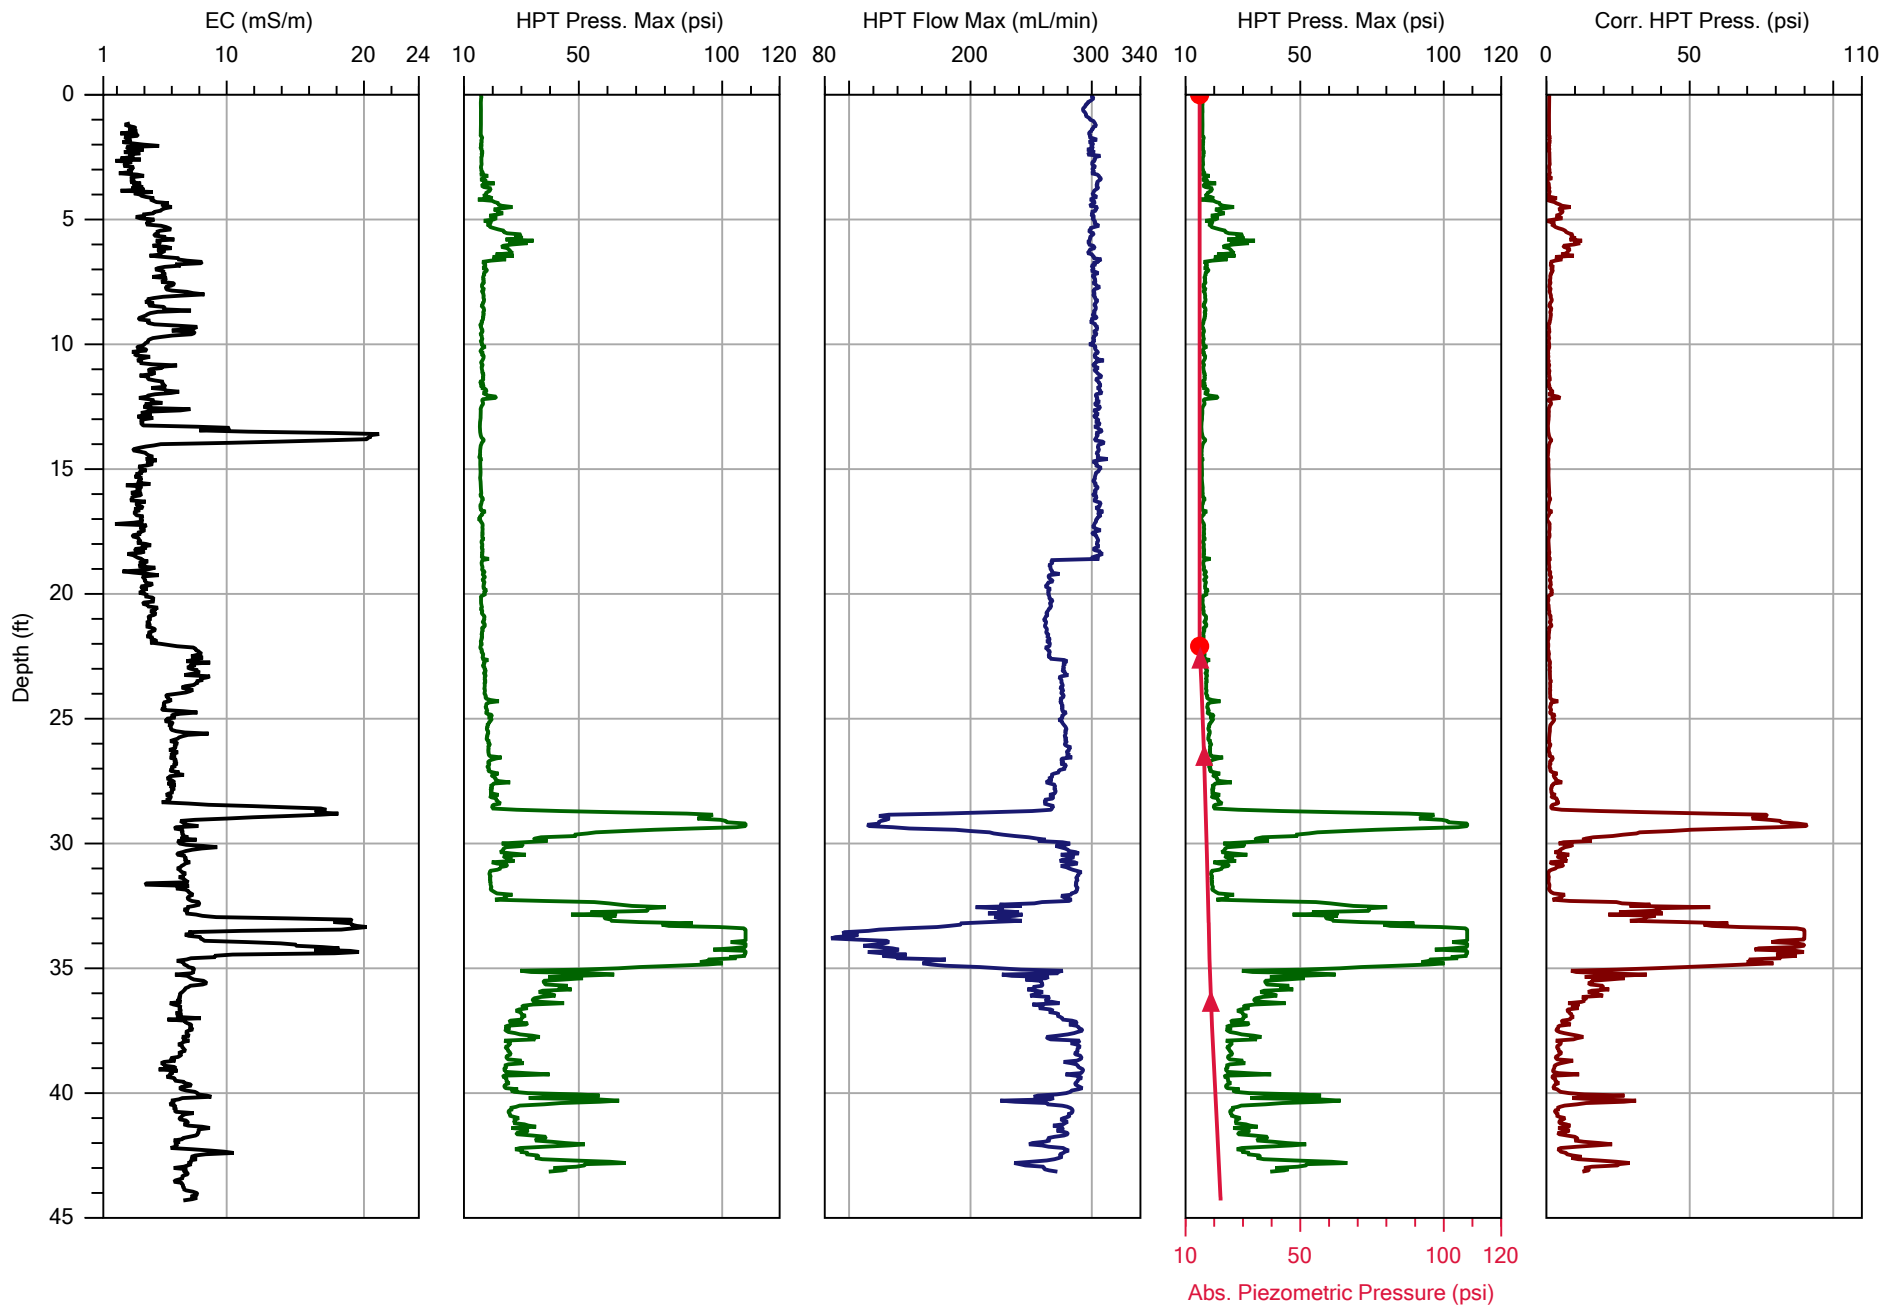 EC (mS/m) HPT Press. Max (psi) HPT Flow Max (mL/min) HPT Press. Max (psi) Corr. HPT Press. (psi)
1 10 20 24 10 50 100 120 80 200 300 340 10 50 100 120 0 50 110
0
5
10
15
20
25
30
35
40
45
Depth (ft)
10 50 100 120
Abs. Piezometric Pressure (psi)